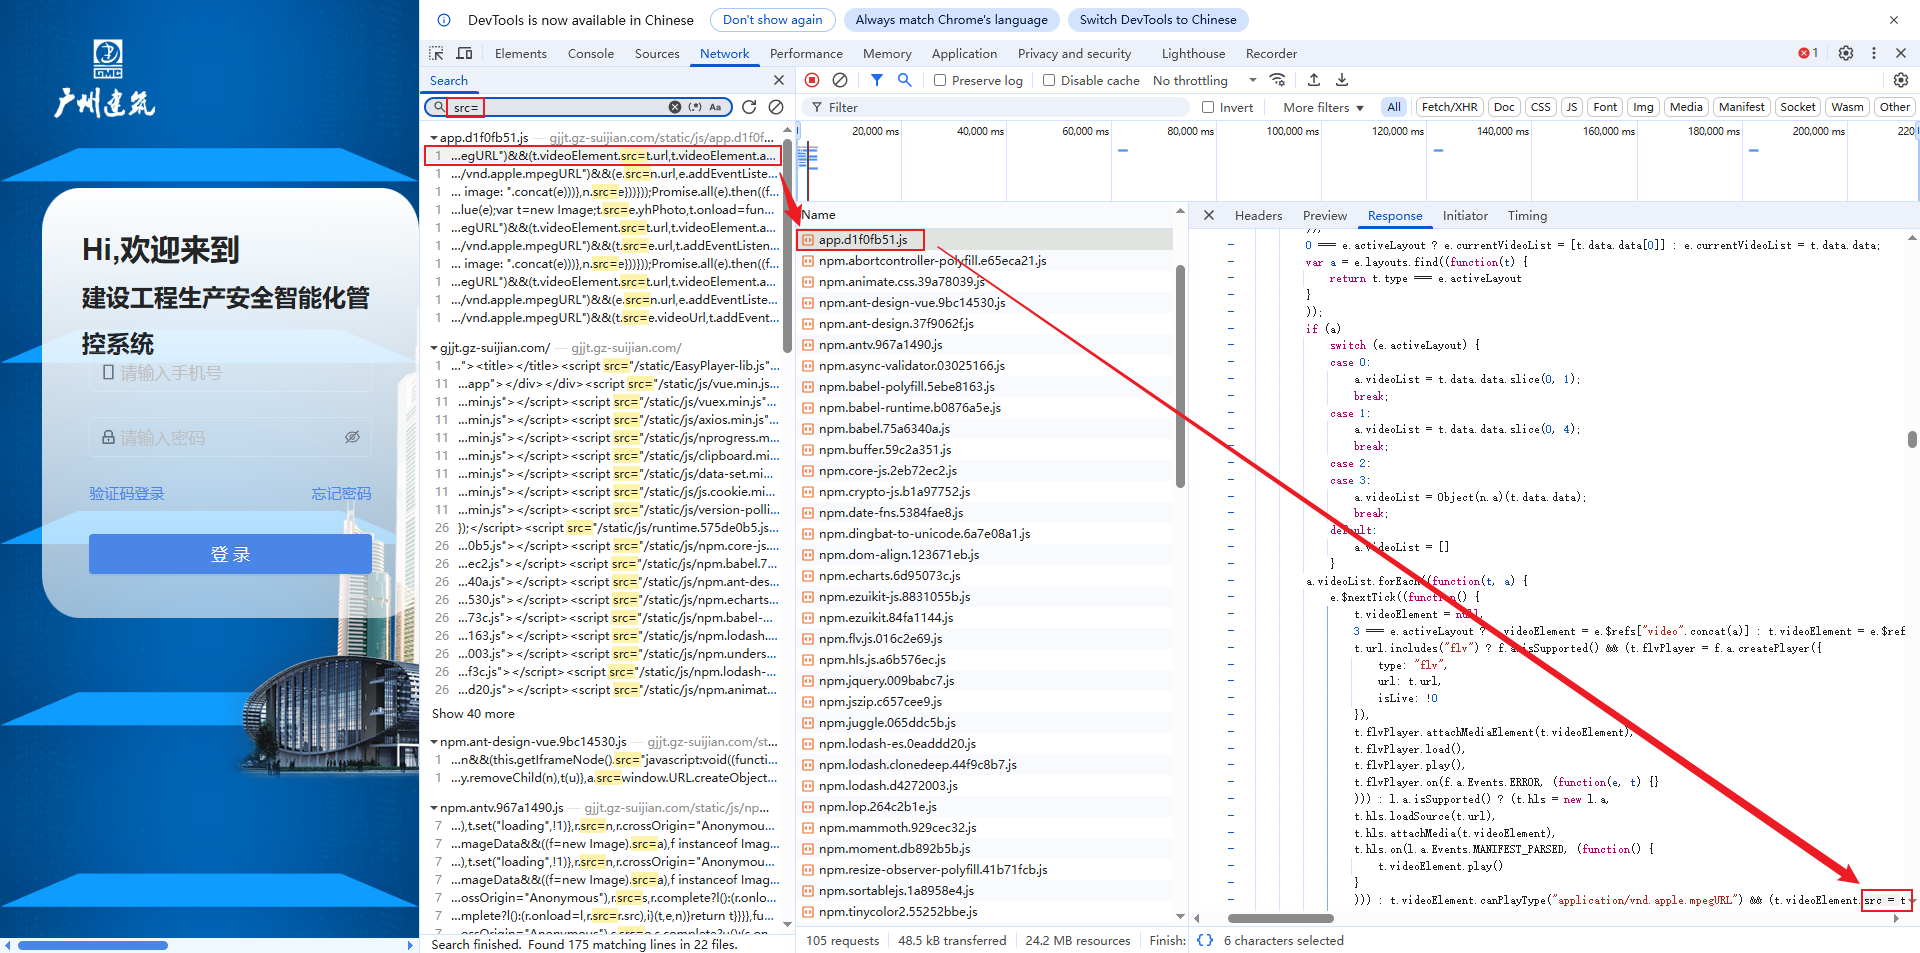 GMC
广州建筑
Hi,欢迎来到
建设工程生产安全智能化管
控系统
请输入手机号
请输入密码
验证码登录 忘记密码
登 录
DevTools is now available in Chinese Don't show again Always match Chrome's language Switch DevTools to Chinese
Elements Console Sources Network Performance Memory Application Privacy and security Lighthouse Recorder 1
Search
src= (.*) Aa
app.d1f0fb51.js — gjjt.gz-suijian.com/static/js/app.d1f0f...
1 ...egURL")&&(t.videoElement.src=t.url,t.videoElement.a...
1 .../vnd.apple.mpegURL")&&(e.src=n.url,e.addEventListe...
1 ... image: ".concat(e)))},n.src=e}))}));Promise.all(e).then((f...
1 ...lue(e);var t=new Image;t.src=e.yhPhoto,t.onload=fun...
1 ...egURL")&&(t.videoElement.src=t.url,t.videoElement.a...
1 .../vnd.apple.mpegURL")&&(t.src=e.url,t.addEventListen...
1 ... image: ".concat(e)))},n.src=e}))}));Promise.all(e).then((f...
1 ...egURL")&&(t.videoElement.src=t.url,t.videoElement.a...
1 .../vnd.apple.mpegURL")&&(e.src=n.url,e.addEventListe...
1 .../vnd.apple.mpegURL")&&(t.src=e.videoUrl,t.addEvent...
gjjt.gz-suijian.com/ — gjjt.gz-suijian.com/
1 ..."><title></title><script src="/static/EasyPlayer-lib.js"...
11 ...app"></div></div><script src="/static/js/vue.min.js...
11 ...min.js"></script><script src="/static/js/vuex.min.js"...
11 ...min.js"></script><script src="/static/js/axios.min.js"...
11 ...min.js"></script><script src="/static/js/nprogress.m...
11 ...min.js"></script><script src="/static/js/clipboard.mi...
11 ...min.js"></script><script src="/static/js/data-set.mi...
11 ...min.js"></script><script src="/static/js/js.cookie.mi...
11 ...min.js"></script><script src="/static/js/version-polli...
26 });</script><script src="/static/js/runtime.575de0b5.js...
26 ...0b5.js"></script><script src="/static/js/npm.core-js....
26 ...ec2.js"></script><script src="/static/js/npm.babel.7...
26 ...40a.js"></script><script src="/static/js/npm.ant-des...
26 ...530.js"></script><script src="/static/js/npm.echarts...
26 ...73c.js"></script><script src="/static/js/npm.babel-...
26 ...163.js"></script><script src="/static/js/npm.lodash....
26 ...003.js"></script><script src="/static/js/npm.unders...
26 ...f3c.js"></script><script src="/static/js/npm.lodash-...
26 ...d20.js"></script><script src="/static/js/npm.animat...
Show 40 more
npm.ant-design-vue.9bc14530.js — gjjt.gz-suijian.com/st...
1 ...n&&(this.getIframeNode().src="javascript:void((functi...
1 ...y.removeChild(n),t(u)},a.src=window.URL.createObject...
npm.antv.967a1490.js — gjjt.gz-suijian.com/static/js/np...
7 ...),t.set("loading",!1)},r.src=n,r.crossOrigin="Anonymou...
7 ...mageData&&((f=new Image).src=a),f instanceof Imag...
7 ...),t.set("loading",!1)},r.src=n,r.crossOrigin="Anonymou...
7 ...mageData&&((f=new Image).src=a),f instanceof Imag...
7 ...ossOrigin="Anonymous"),r.src=s,r.complete?l():(r.onlo...
7 ...mplete?l():(r.onload=l,r.src=r.src),i}(t,e,n)}return t}}}},fu...
Search finished. Found 175 matching lines in 22 files.
Preserve log Disable cache No throttling
Filter Invert More filters All Fetch/XHR Doc CSS JS Font Img Media Manifest Socket Wasm Other
20,000 ms 40,000 ms 60,000 ms 80,000 ms 100,000 ms 120,000 ms 140,000 ms 160,000 ms 180,000 ms 200,000 ms 220
Name
app.d1f0fb51.js
npm.abortcontroller-polyfill.e65eca21.js
npm.animate.css.39a78039.js
npm.ant-design-vue.9bc14530.js
npm.ant-design.37f9062f.js
npm.antv.967a1490.js
npm.async-validator.03025166.js
npm.babel-polyfill.5ebe8163.js
npm.babel-runtime.b0876a5e.js
npm.babel.75a6340a.js
npm.buffer.59c2a351.js
npm.core-js.2eb72ec2.js
npm.crypto-js.b1a97752.js
npm.date-fns.5384fae8.js
npm.dingbat-to-unicode.6a7e08a1.js
npm.dom-align.123671eb.js
npm.echarts.6d95073c.js
npm.ezuikit-js.8831055b.js
npm.ezuikit.84fa1144.js
npm.flv.js.016c2e69.js
npm.hls.js.a6b576ec.js
npm.jquery.009babc7.js
npm.jszip.c657cee9.js
npm.juggle.065ddc5b.js
npm.lodash-es.0eaddd20.js
npm.lodash.clonedeep.44f9c8b7.js
npm.lodash.d4272003.js
npm.lop.264c2b1e.js
npm.mammoth.929cec32.js
npm.moment.db892b5b.js
npm.resize-observer-polyfill.41b71fcb.js
npm.sortablejs.1a8958e4.js
npm.tinycolor2.55252bbe.js
105 requests 48.5 kB transferred 24.2 MB resources Finish:
Headers Preview Response Initiator Timing
0 === e.activeLayout ? e.currentVideoList = [t.data.data[0]] : e.currentVideoList = t.data.data;
var a = e.layouts.find((function(t) {
return t.type === e.activeLayout
}
));
if (a)
switch (e.activeLayout) {
case 0:
a.videoList = t.data.data.slice(0, 1);
break;
case 1:
a.videoList = t.data.data.slice(0, 4);
break;
case 2:
case 3:
a.videoList = Object(n.a)(t.data.data);
break;
default:
a.videoList = []
}
a.videoList.forEach((function(t, a) {
e.$nextTick((function() {
t.videoElement = null,
3 === e.activeLayout ? t.videoElement = e.$refs["video".concat(a)] : t.videoElement = e.$ref
t.url.includes("flv") ? f.a.isSupported() && (t.flvPlayer = f.a.createPlayer({
type: "flv",
url: t.url,
isLive: !0
}),
t.flvPlayer.attachMediaElement(t.videoElement),
t.flvPlayer.load(),
t.flvPlayer.play(),
t.flvPlayer.on(f.a.Events.ERROR, (function(e, t) {}
))) : l.a.isSupported() ? (t.hls = new l.a,
t.hls.loadSource(t.url),
t.hls.attachMedia(t.videoElement),
t.hls.on(l.a.Events.MANIFEST_PARSED, (function() {
t.videoElement.play()
}
))) : t.videoElement.canPlayType("application/vnd.apple.mpegURL") && (t.videoElement.src = t
{} 6 characters selected